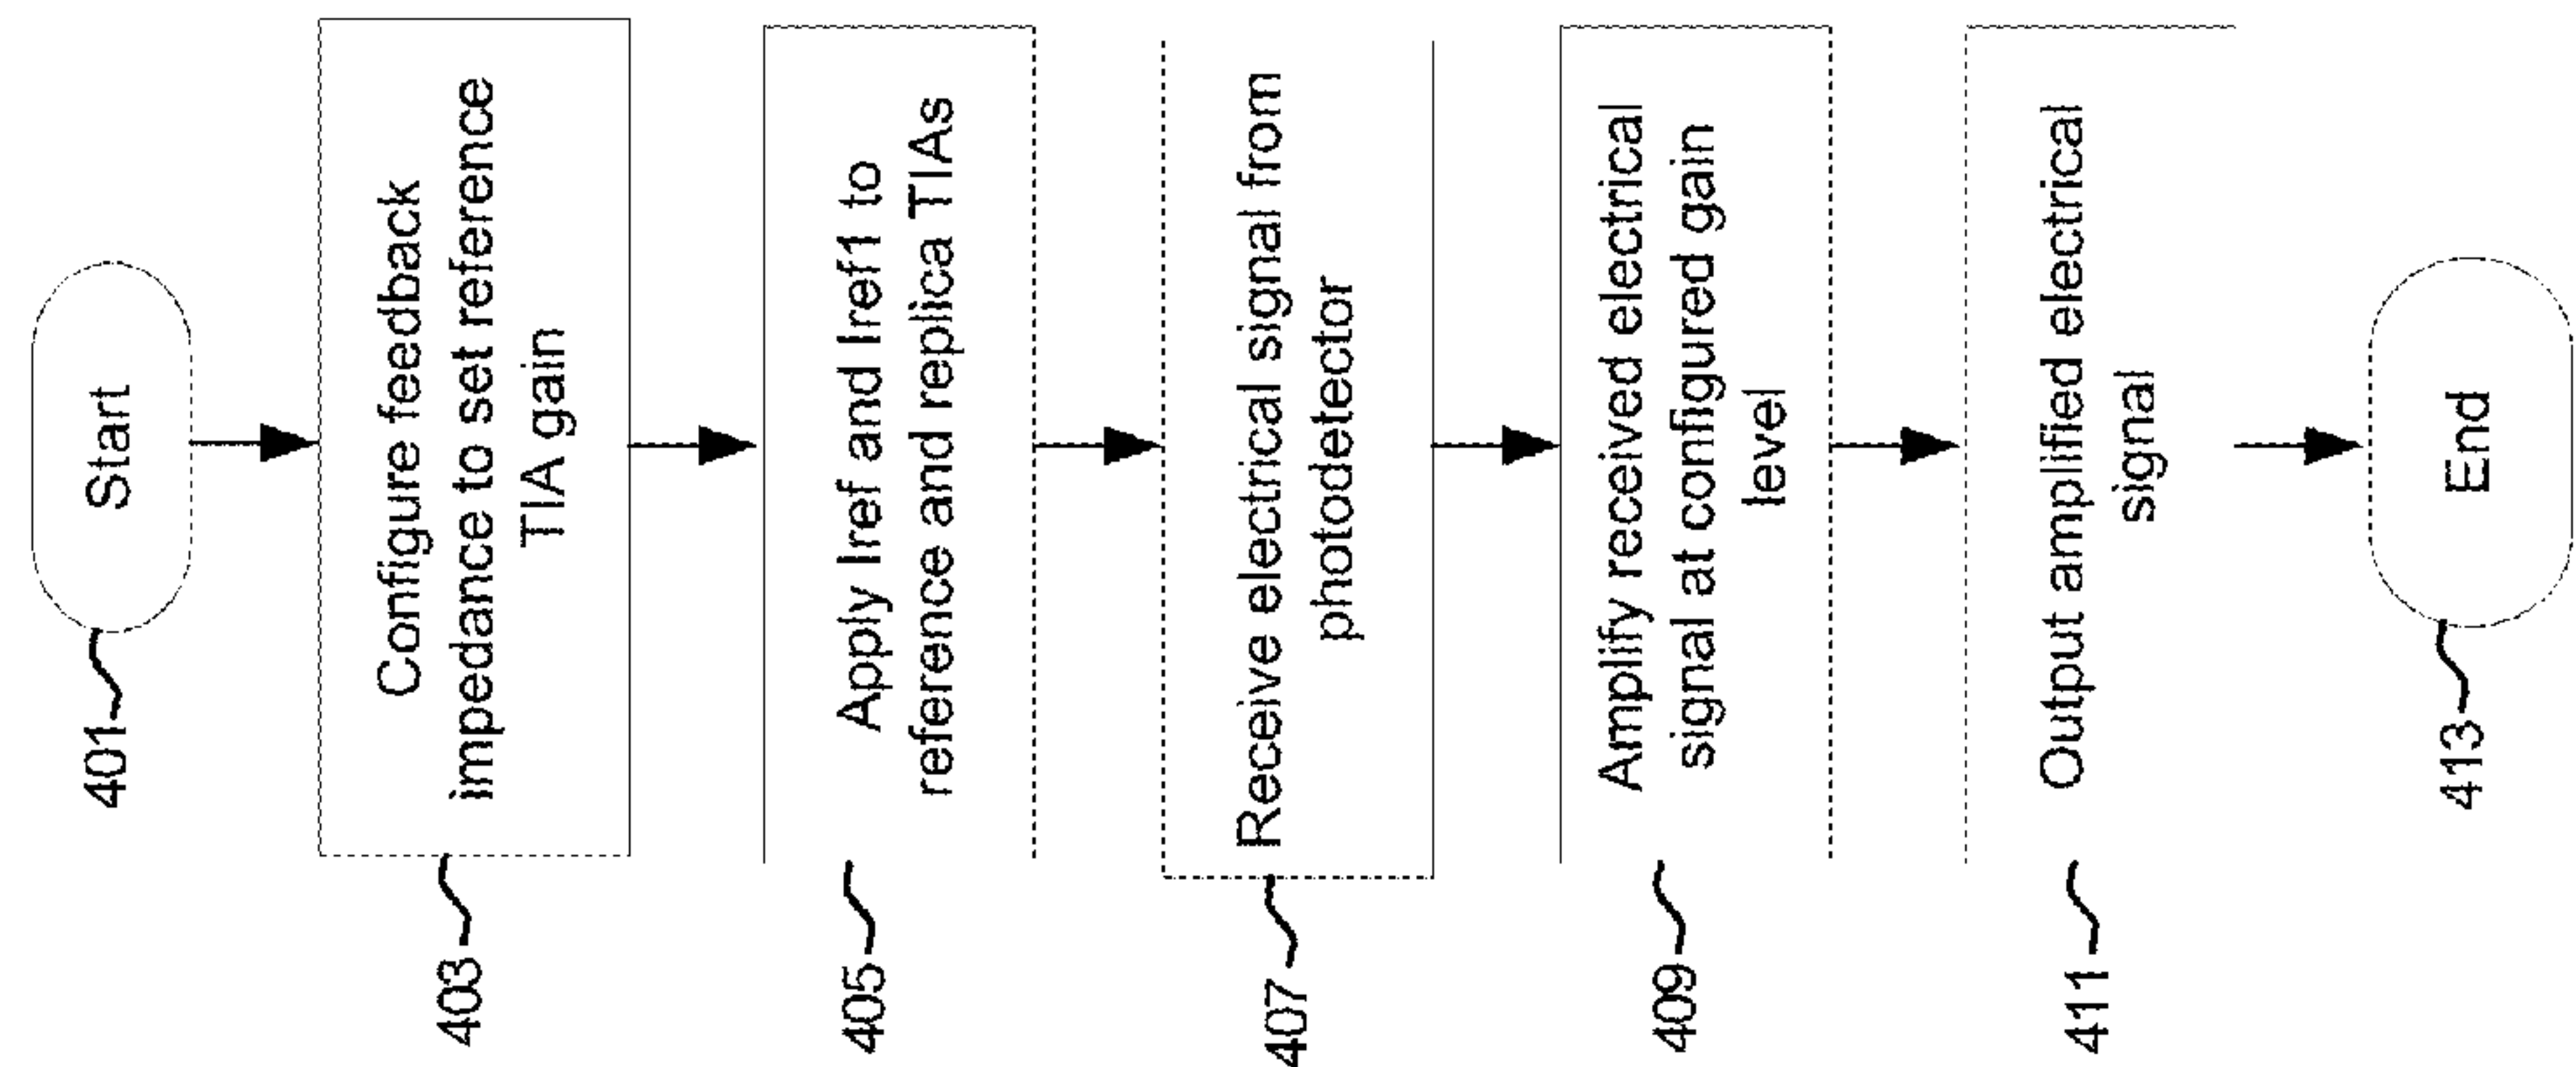 Start
401
Configure feedback
impedance to set reference
TIA gain
403
Apply Iref and Iref1 to
reference and replica TIAs
405
Receive electrical signal from
photodetector
407
Amplify received electrical
signal at configured gain
level
409
Output amplified electrical
signal
411
End
413